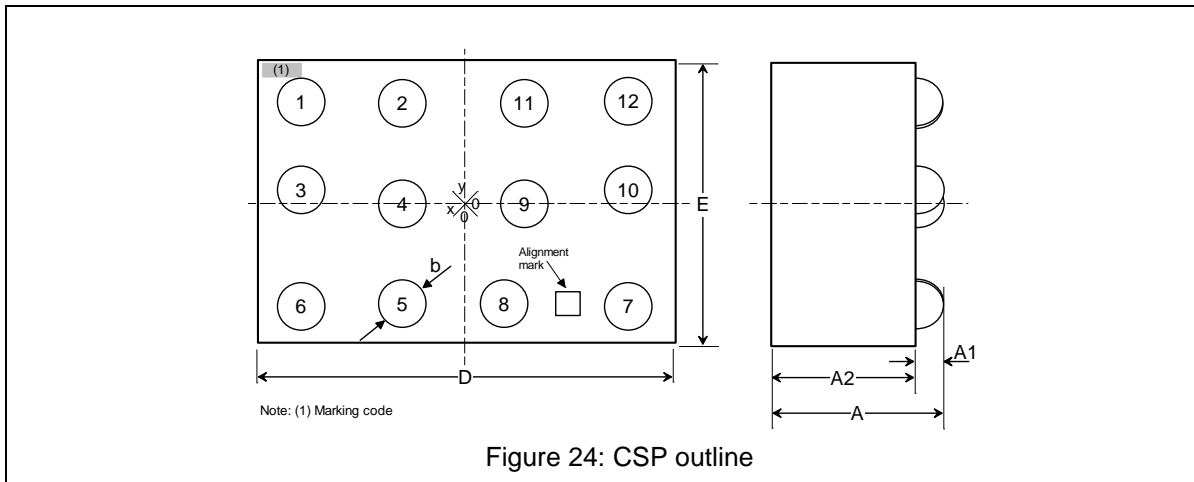 (1)
1 2 11 12
3 4 9 10
y
x 0
0
E
Alignment
mark
b
6 5 8 7
D
A1
A2
A
Note: (1) Marking code
Figure 24: CSP outline